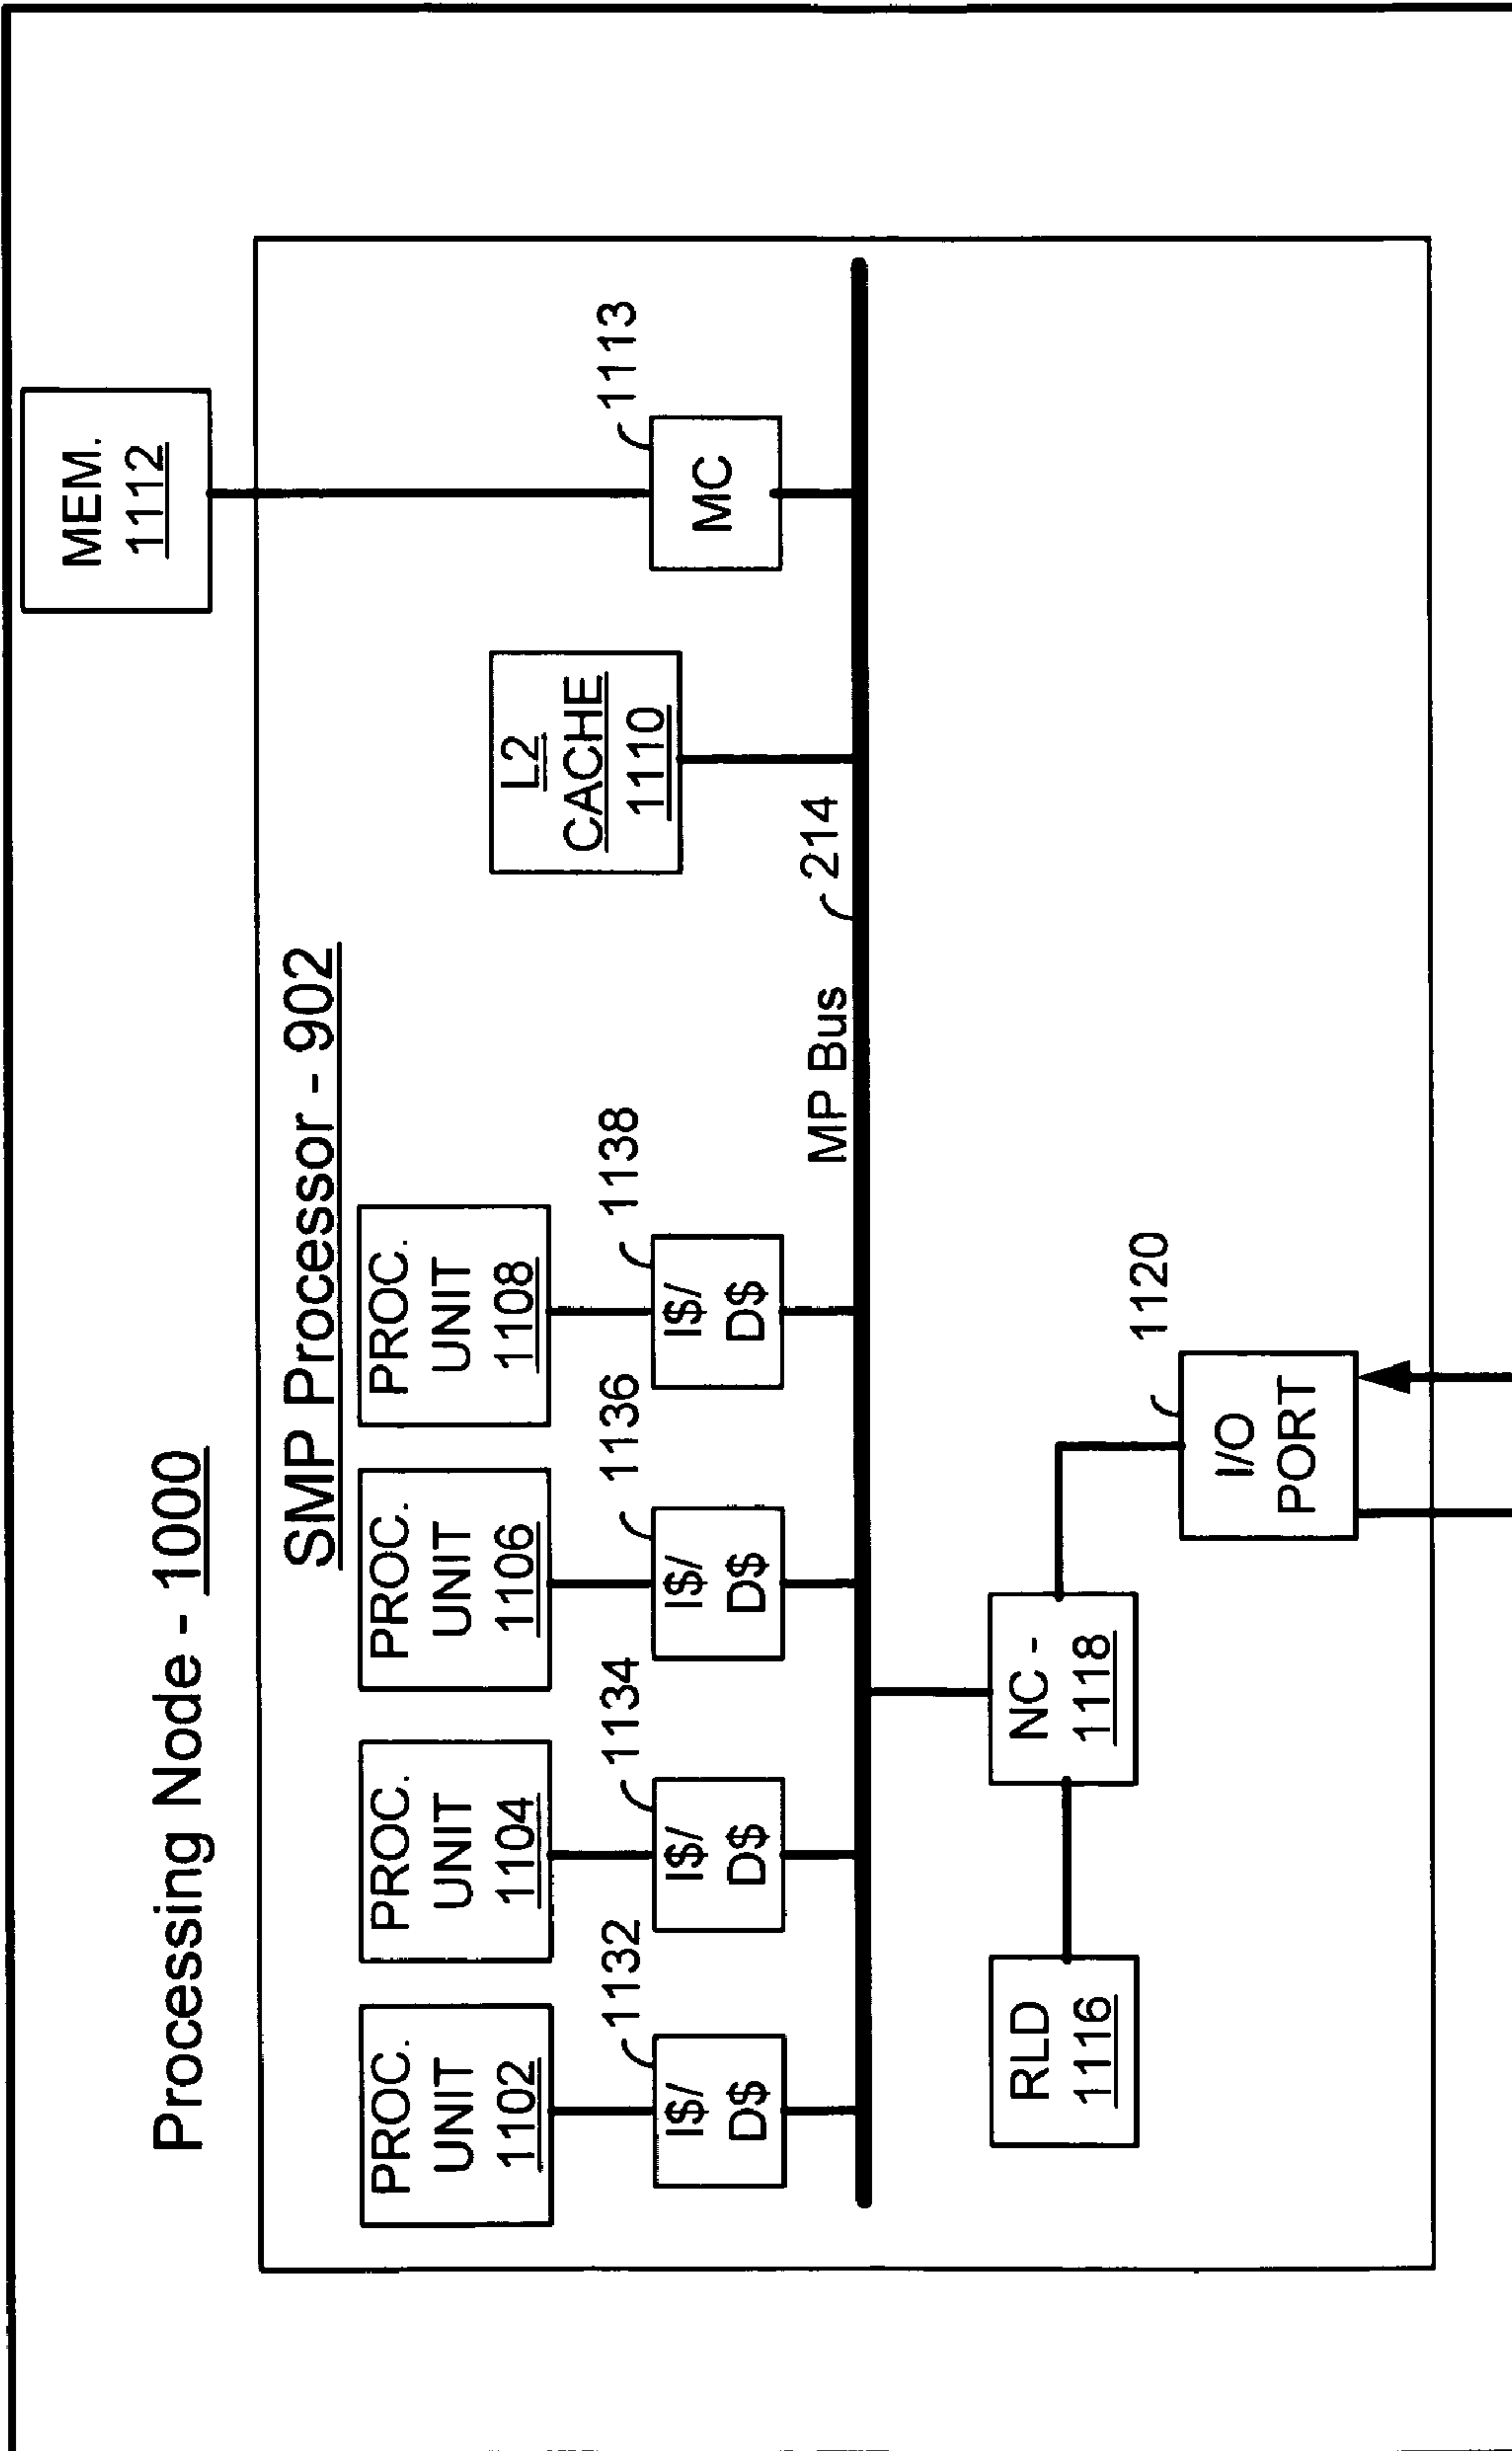 Processing Node - 1000
SMP Processor - 902
MEM.
1112
PROC.
UNIT
1102
PROC.
UNIT
1104
PROC.
UNIT
1106
PROC.
UNIT
1108
L2
CACHE
1110
1132
I$/
D$
1134
I$/
D$
1136
I$/
D$
1138
I$/
D$
1113
MC
MP Bus
214
RLD
1116
NC -
1118
1120
I/O
PORT